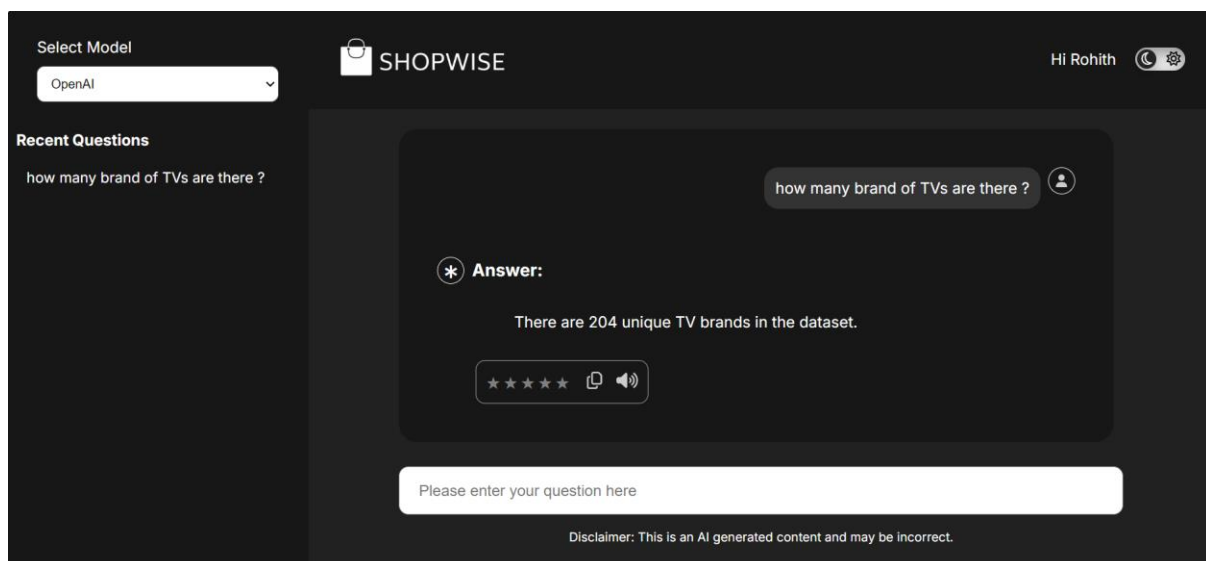 Select Model
OpenAI
Recent Questions
how many brand of TVs are there ?
SHOPWISE
Hi Rohith
how many brand of TVs are there ?
Answer:
There are 204 unique TV brands in the dataset.
Please enter your question here
Disclaimer: This is an AI generated content and may be incorrect.